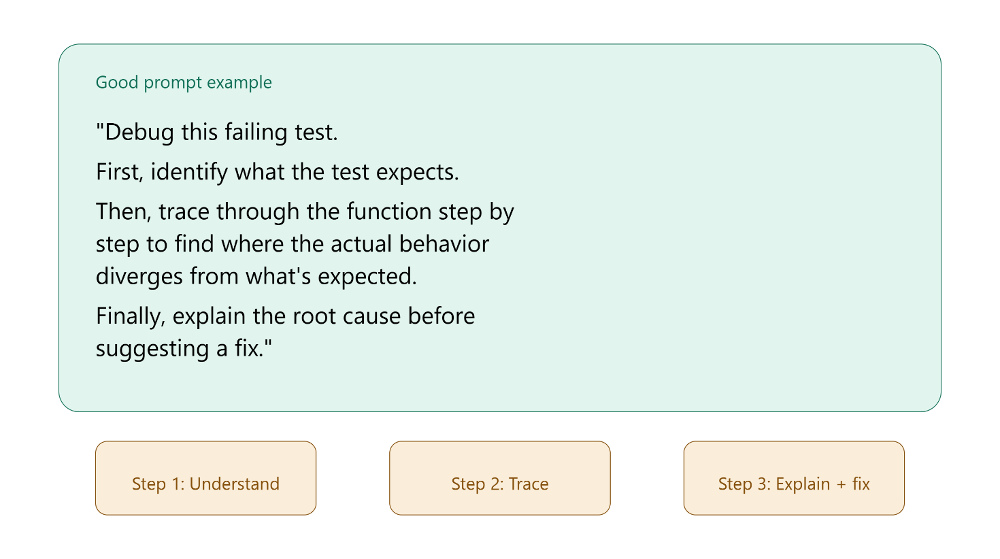 Good prompt example
"Debug this failing test.
First, identify what the test expects.
Then, trace through the function step by
step to find where the actual behavior
diverges from what's expected.
Finally, explain the root cause before
suggesting a fix."
Step 1: Understand
Step 2: Trace
Step 3: Explain + fix